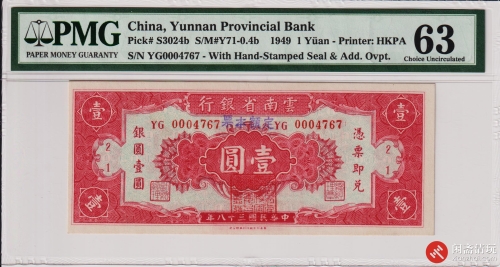 PMG
PAPER MONEY GUARANTY
China, Yunnan Provincial Bank
Pick# S3024b S/M#Y71-0.4b 1949 1 Yüan - Printer: HKPA
S/N YG0004767 - With Hand-Stamped Seal & Add. Ovpt.
63
Choice Uncirculated
壹
行銀省南雲
壹
YG 0004767
YG 0004767
銀圓壹圓
圓壹
憑票即兑
2
1
2
1
壹
中華民國三十八年
壹